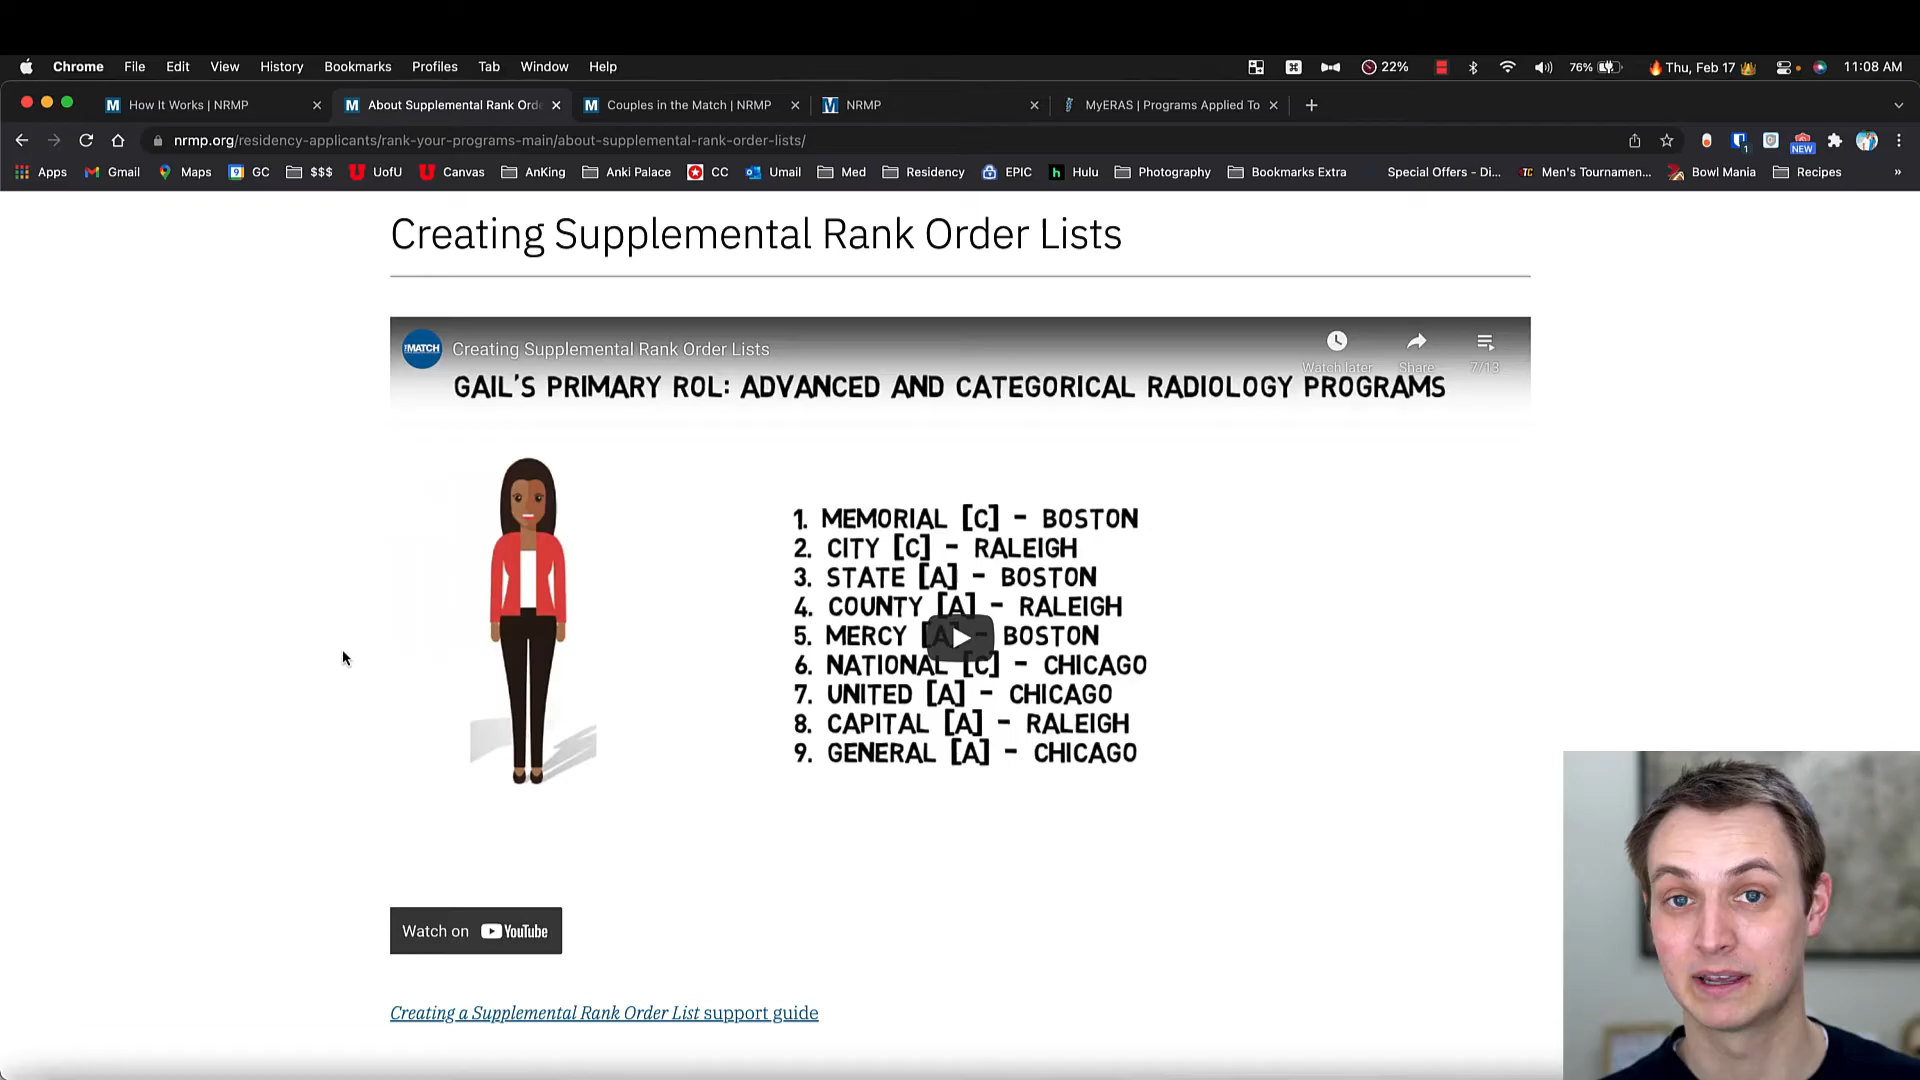 Chrome File Edit View History Bookmarks Profiles Tab Window Help 22% 76% Thu, Feb 17 11:08 AM
How It Works | NRMP About Supplemental Rank Orde Couples in the Match | NRMP NRMP MyERAS | Programs Applied To
nrmp.org/residency-applicants/rank-your-programs-main/about-supplemental-rank-order-lists/
NEW
Apps Gmail Maps GC $$$ UofU Canvas AnKing Anki Palace CC Umail Med Residency EPIC Hulu Photography Bookmarks Extra Special Offers - Di... Men's Tournamen... Bowl Mania Recipes
Creating Supplemental Rank Order Lists
MATCH Creating Supplemental Rank Order Lists
Watch later Share 7/13
GAIL'S PRIMARY ROL: ADVANCED AND CATEGORICAL RADIOLOGY PROGRAMS
1. MEMORIAL [C] - BOSTON
2. CITY [C] - RALEIGH
3. STATE [A] - BOSTON
4. COUNTY [A] - RALEIGH
5. MERCY [A] - BOSTON
6. NATIONAL [C] - CHICAGO
7. UNITED [A] - CHICAGO
8. CAPITAL [A] - RALEIGH
9. GENERAL [A] - CHICAGO
Watch on YouTube
Creating a Supplemental Rank Order List support guide